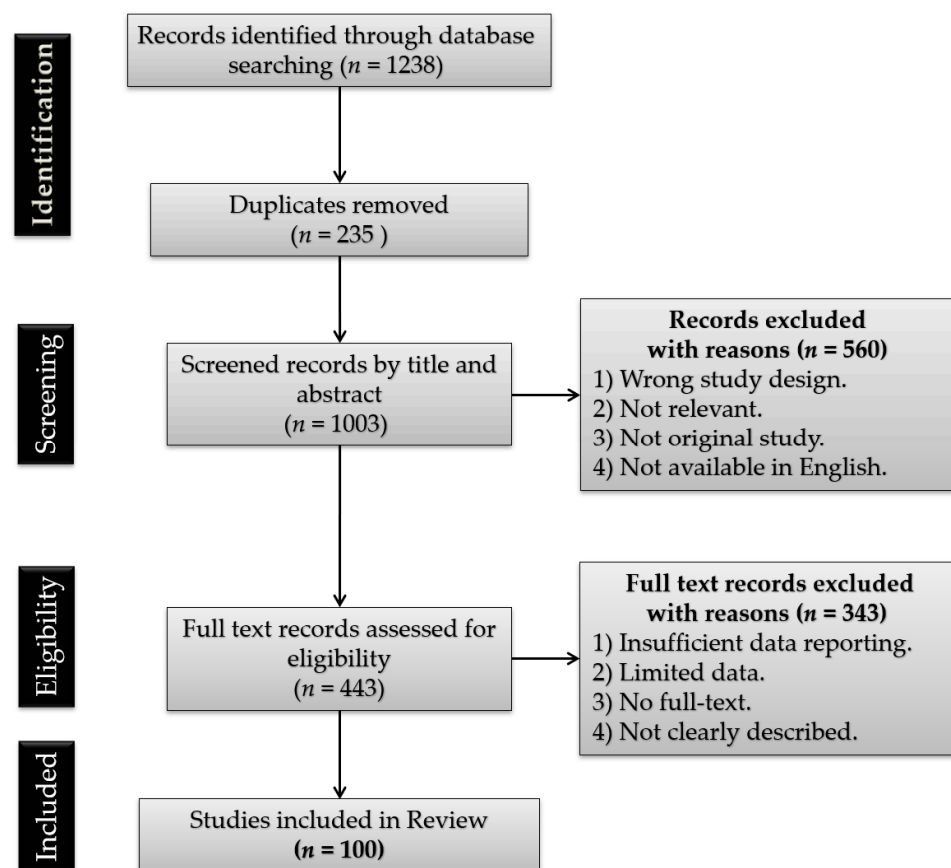 Identification
Records identified through database
searching (n = 1238)
Duplicates removed
(n = 235 )
Screening
Screened records by title and
abstract
(n = 1003)
Records excluded
with reasons (n = 560)
1) Wrong study design.
2) Not relevant.
3) Not original study.
4) Not available in English.
Eligibility
Full text records assessed for
eligibility
(n = 443)
Full text records excluded
with reasons (n = 343)
1) Insufficient data reporting.
2) Limited data.
3) No full-text.
4) Not clearly described.
Included
Studies included in Review
(n = 100)